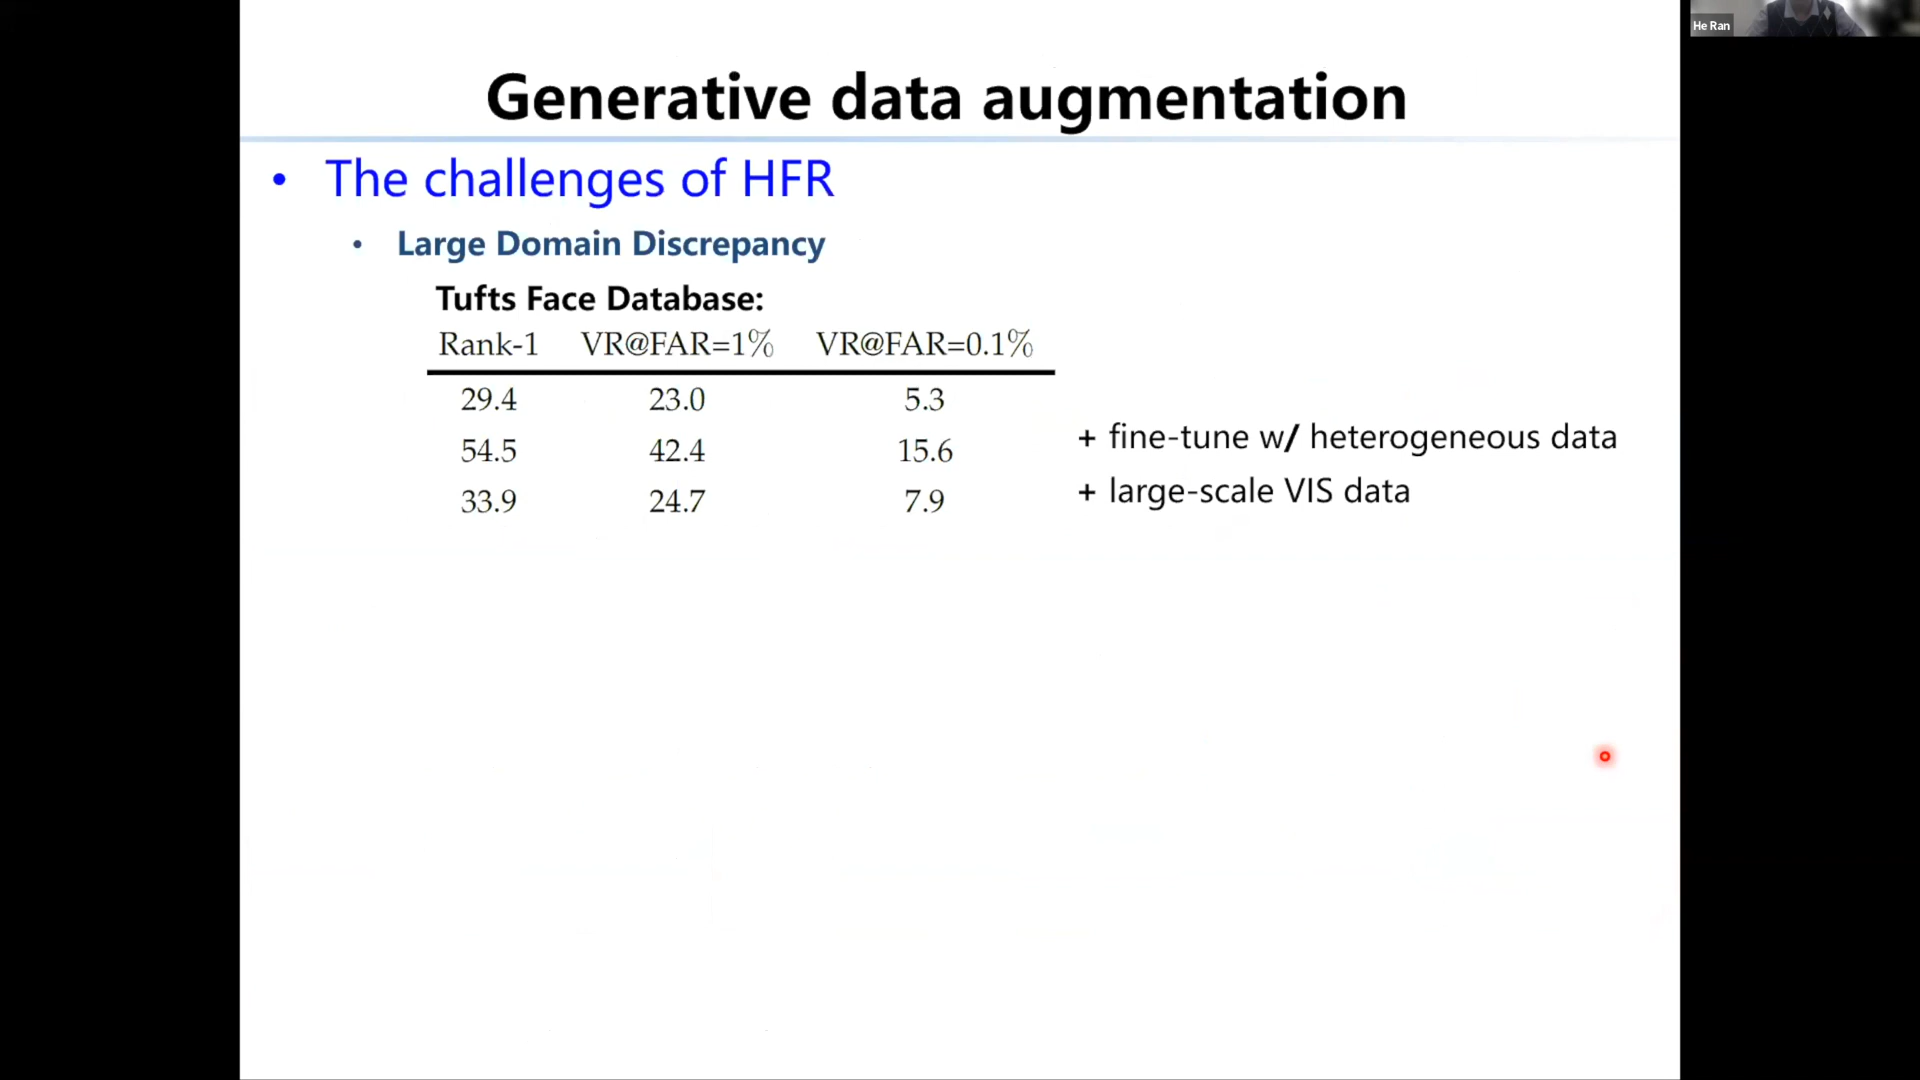 He Ran
Generative data augmentation
• The challenges of HFR
• Large Domain Discrepancy
Tufts Face Database:
Rank-1 VR@FAR=1% VR@FAR=0.1%
29.4 23.0 5.3
54.5 42.4 15.6
+ fine-tune w/ heterogeneous data
33.9 24.7 7.9
+ large-scale VIS data